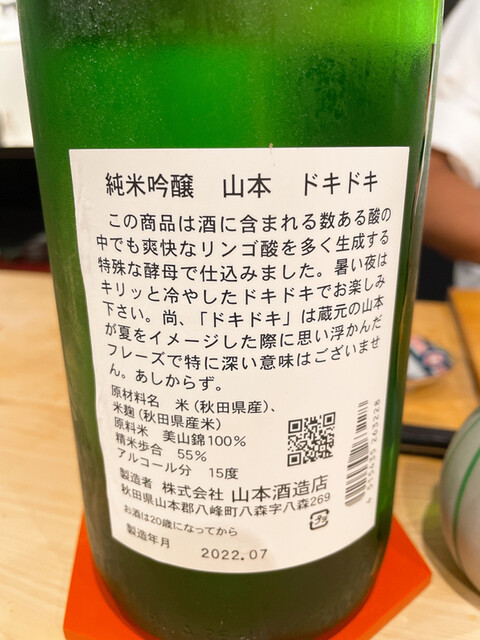 純米吟醸 山本 ドキドキ
この商品は酒に含まれる数ある酸の
中でも爽快なリンゴ酸を多く生成する
特殊な酵母で仕込みました。暑い夜は
キリッと冷やしたドキドキでお楽しみ
下さい。尚、「ドキドキ」は蔵元の山本
が夏をイメージした際に思い浮かんだ
フレーズで特に深い意味はございませ
ん。あしからず。
原材料名 米(秋田県産)、
米麹(秋田県産米)
原料米 美山錦100%
精米歩合 55%
アルコール分 15度
製造者 株式会社 山本酒造店
秋田県山本郡八峰町八森字八森269
お酒は20歳になってから
製造年月 2022.07
4 515435 263228